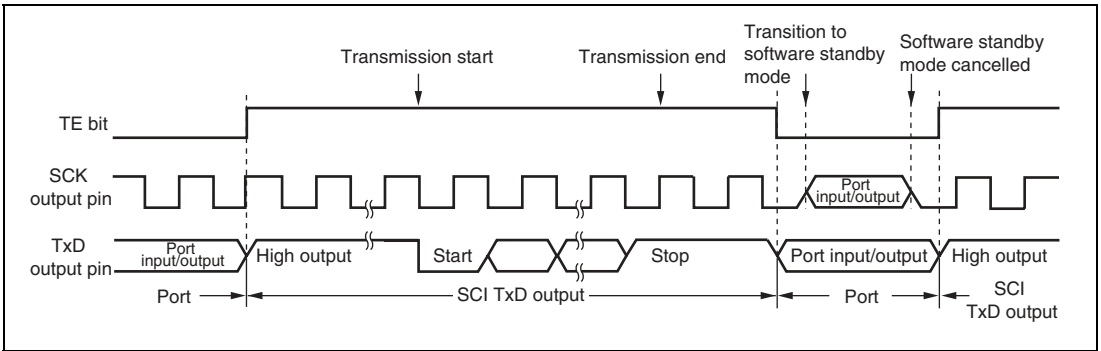 Transmission start
Transmission end
Transition to
software standby
mode
Software standby
mode cancelled
TE bit
SCK
output pin
Port
input/output
TxD
output pin
Port
input/output
High output
Start
Stop
Port input/output
High output
Port
SCI TxD output
Port
SCI
TxD output